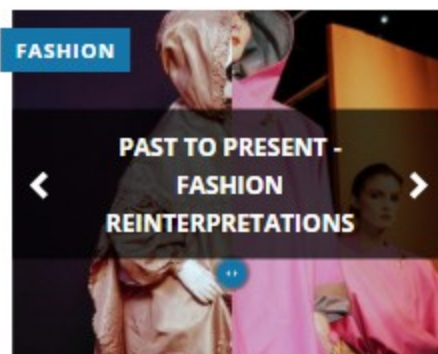 FASHION
PAST TO PRESENT -
FASHION
REINTERPRETATIONS